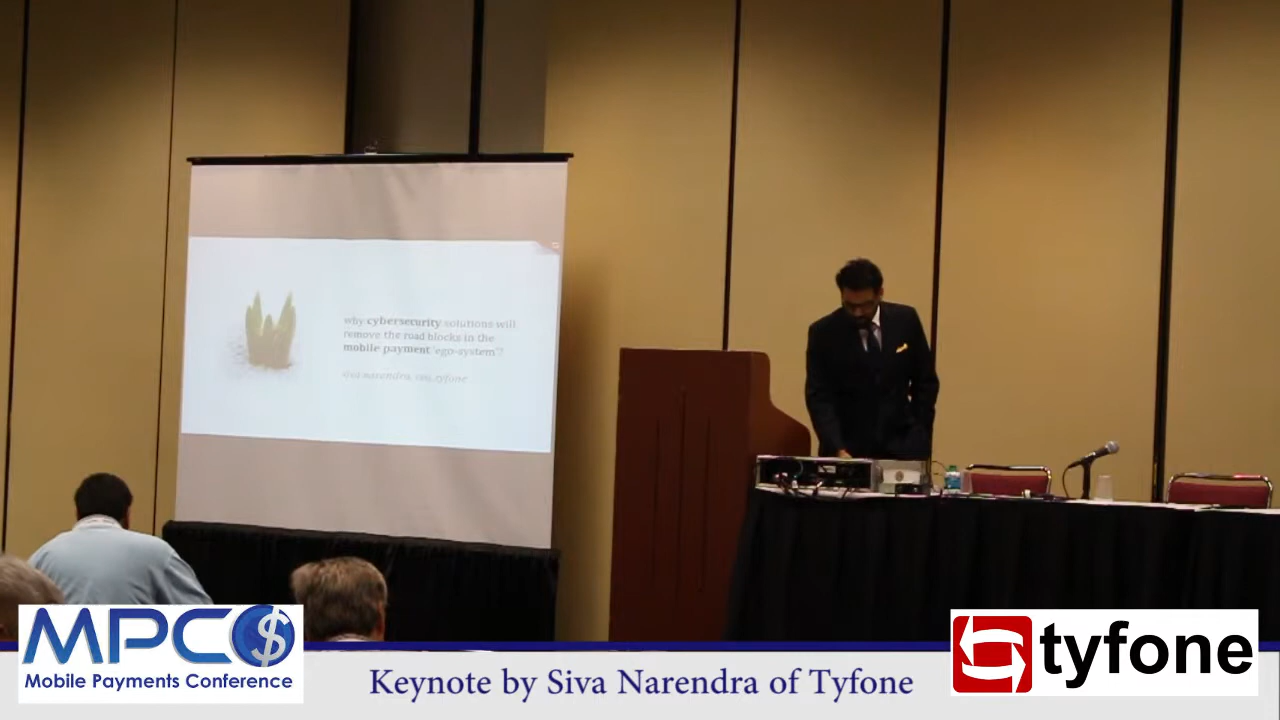 why cybersecurity solutions will
remove the road blocks in the
mobile payment 'ego-system'?
siva narendra, ceo, tyfone
MPC$
Mobile Payments Conference
Keynote by Siva Narendra of Tyfone
tyfone